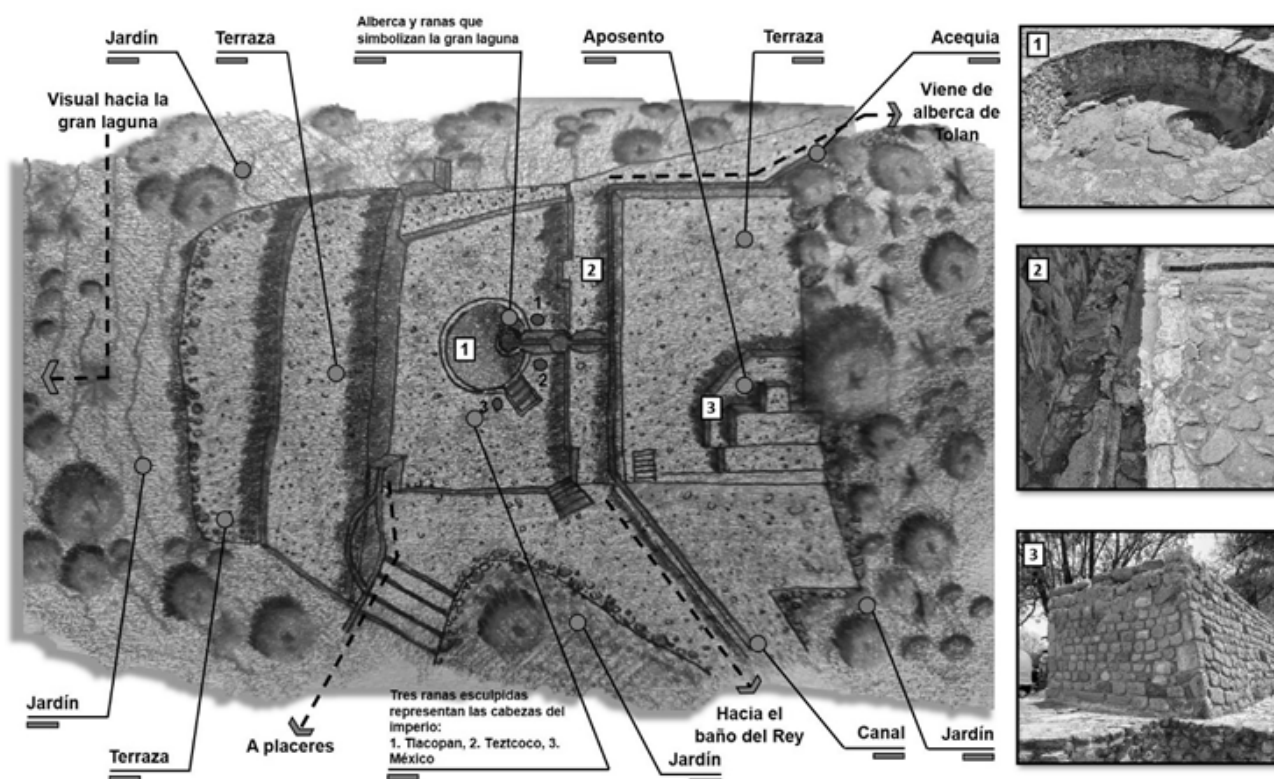 Jardín
Terraza
Alberca y ranas que
simbolizan la gran laguna
Aposento
Terraza
Acequia
Visual hacia la
gran laguna
Viene de
alberca de
Tolan
1
2
1
1
2
3
3
1
2
3
Jardín
Terraza
A placeres
Tres ranas esculpidas
representan las cabezas del
imperio:
1. Tlacopan, 2. Teztcoco, 3.
México
Jardín
Hacia el
baño del Rey
Canal
Jardín